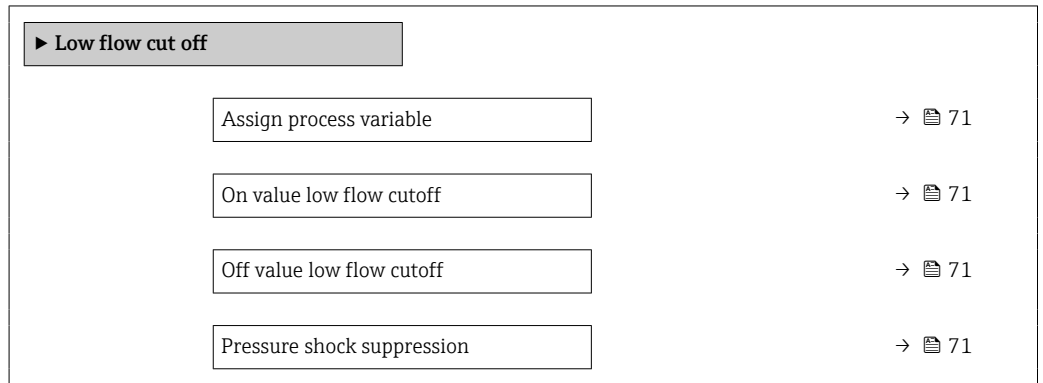 ▶ Low flow cut off
Assign process variable → 71
On value low flow cutoff → 71
Off value low flow cutoff → 71
Pressure shock suppression → 71